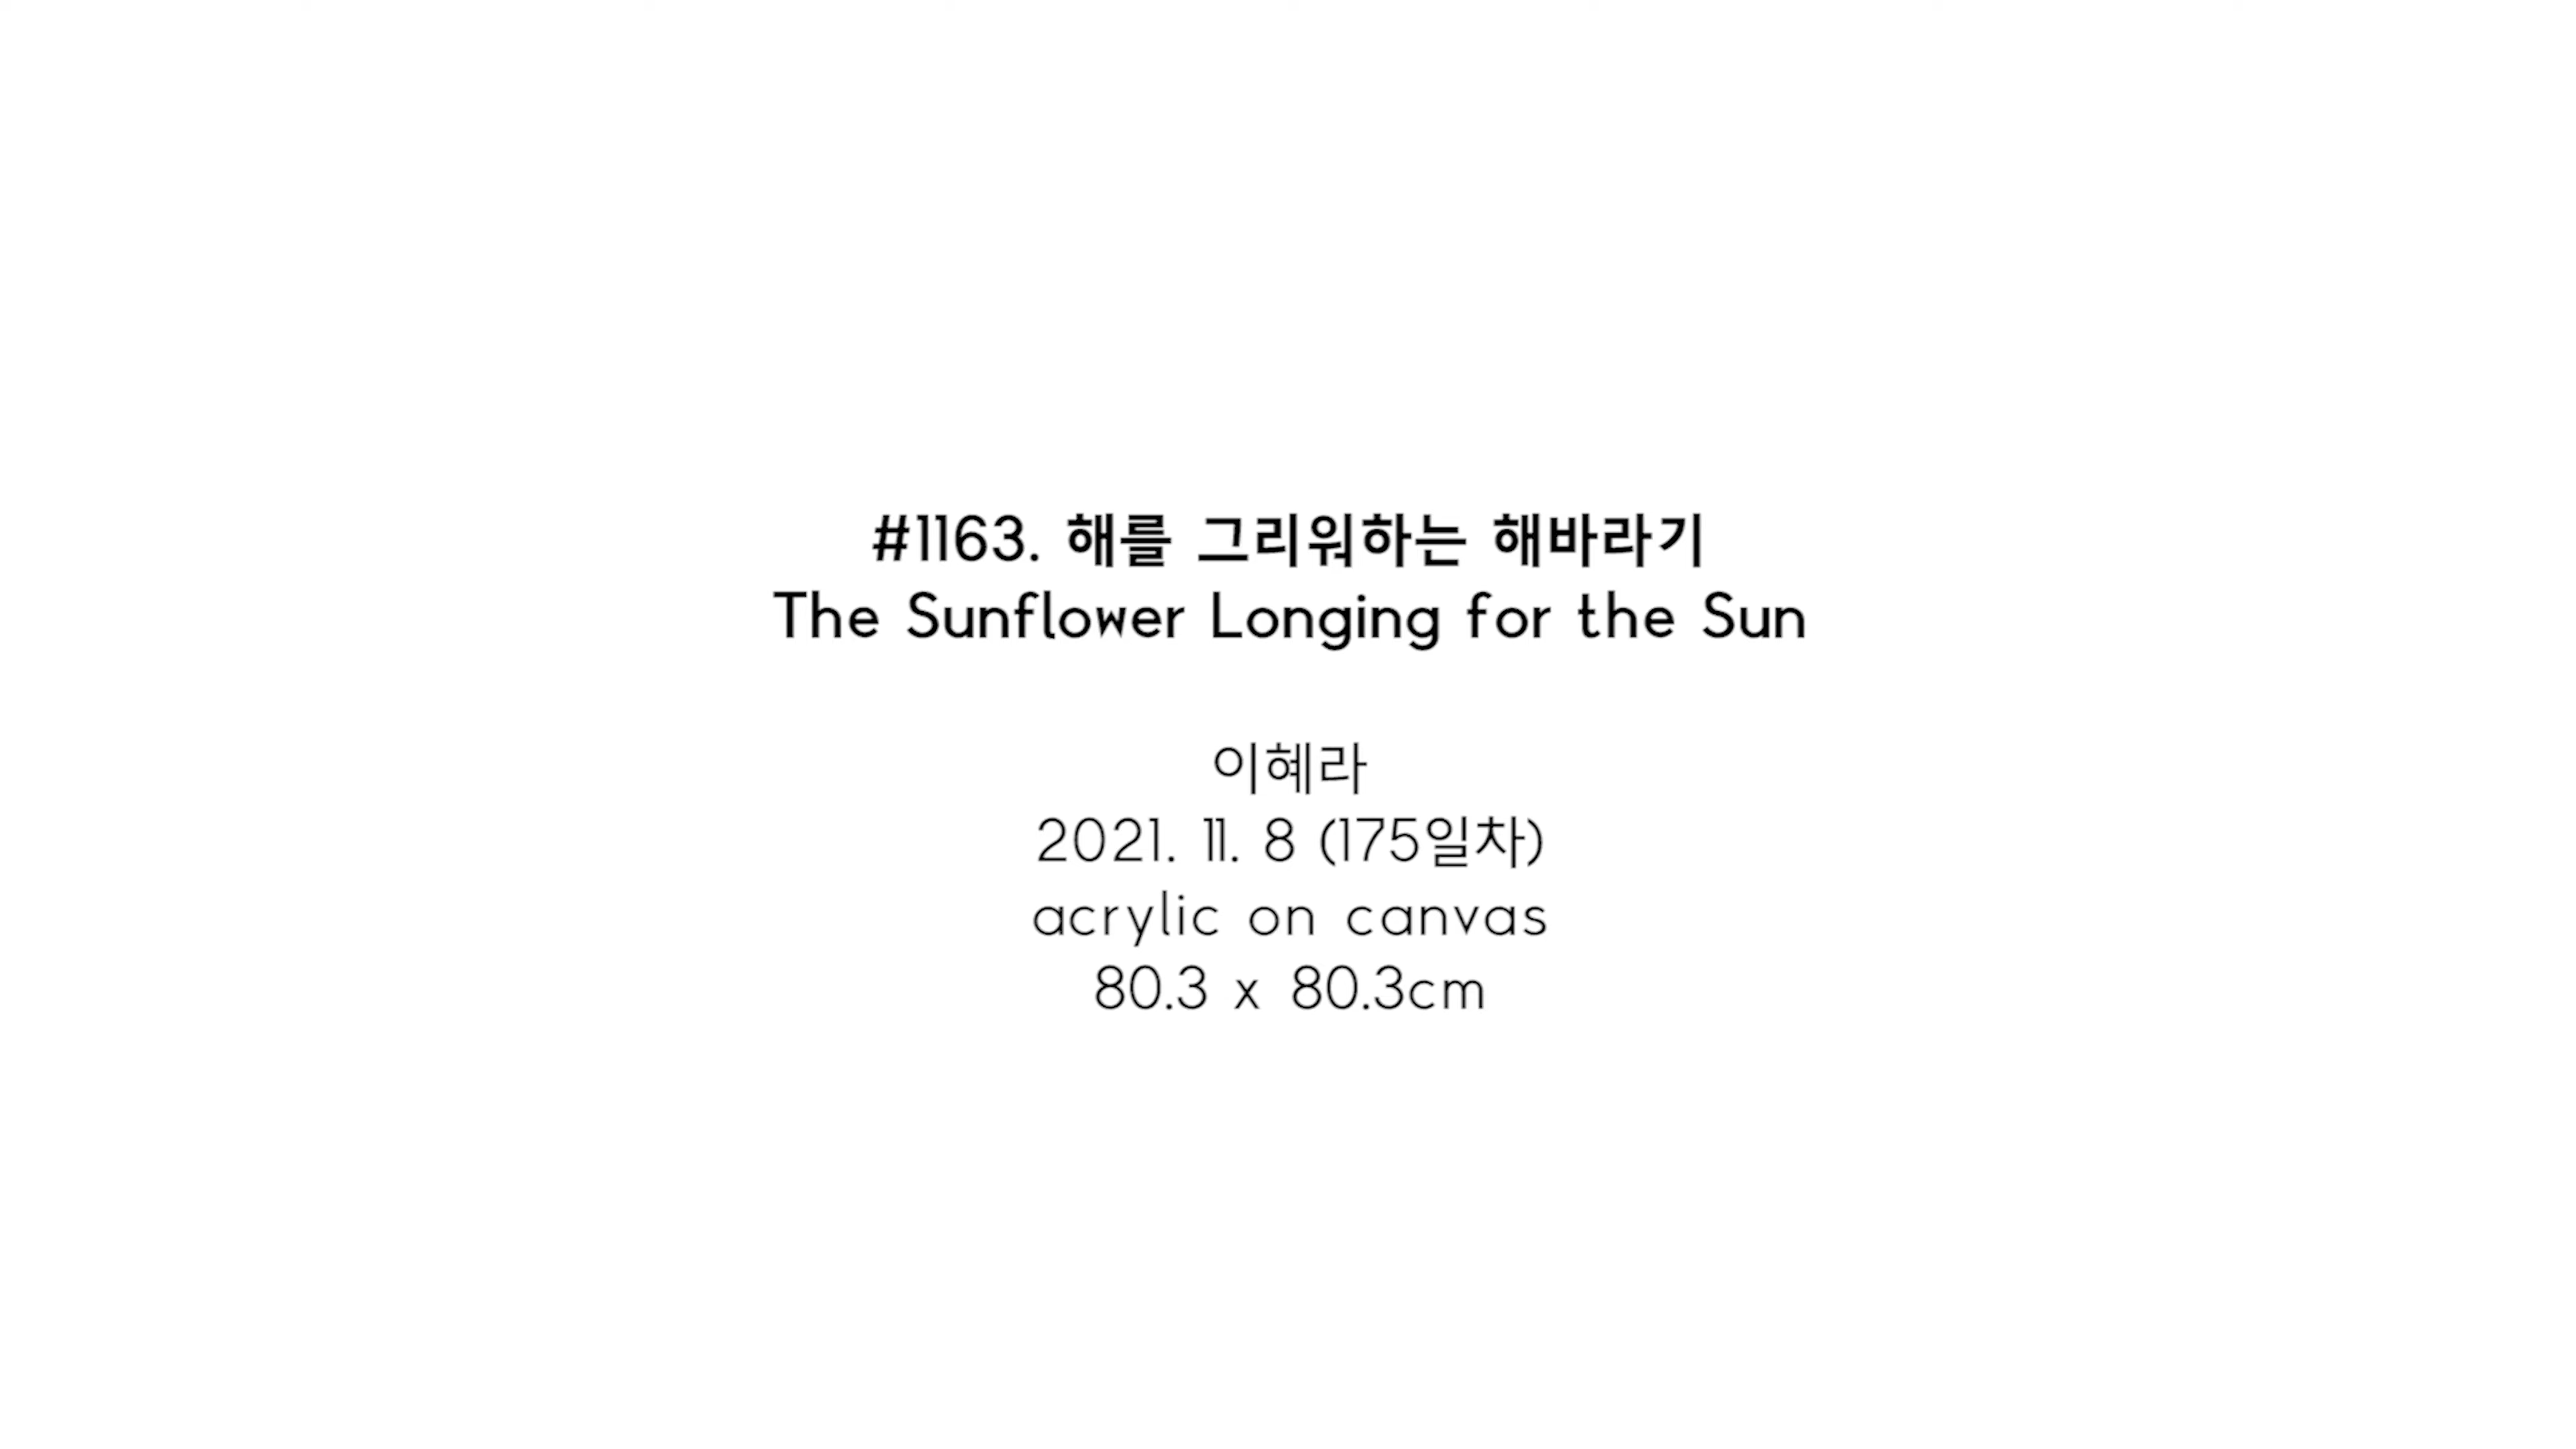 #1163. 해를 그리워하는 해바라기
The Sunflower Longing for the Sun
이혜라
2021. 11. 8 (175일차)
acrylic on canvas
80.3 x 80.3cm